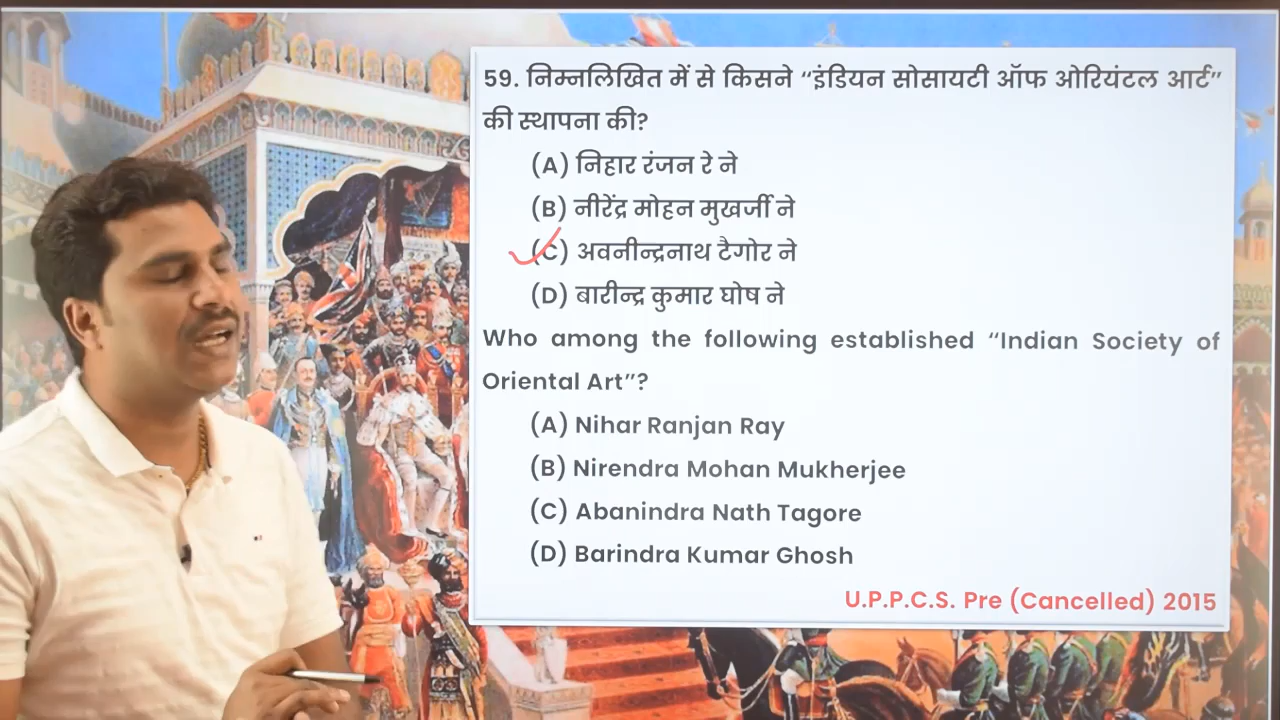 59. निम्नलिखित में से किसने “इंडियन सोसायटी ऑफ ओरियंटल आर्ट”
की स्थापना की?
(A) निहार रंजन रे ने
(B) नीरेंद्र मोहन मुखर्जी ने
(C) अवनीन्द्रनाथ टैगोर ने
(D) बारीन्द्र कुमार घोष ने
Who among the following established “Indian Society of
Oriental Art”?
(A) Nihar Ranjan Ray
(B) Nirendra Mohan Mukherjee
(C) Abanindra Nath Tagore
(D) Barindra Kumar Ghosh
U.P.P.C.S. Pre (Cancelled) 2015